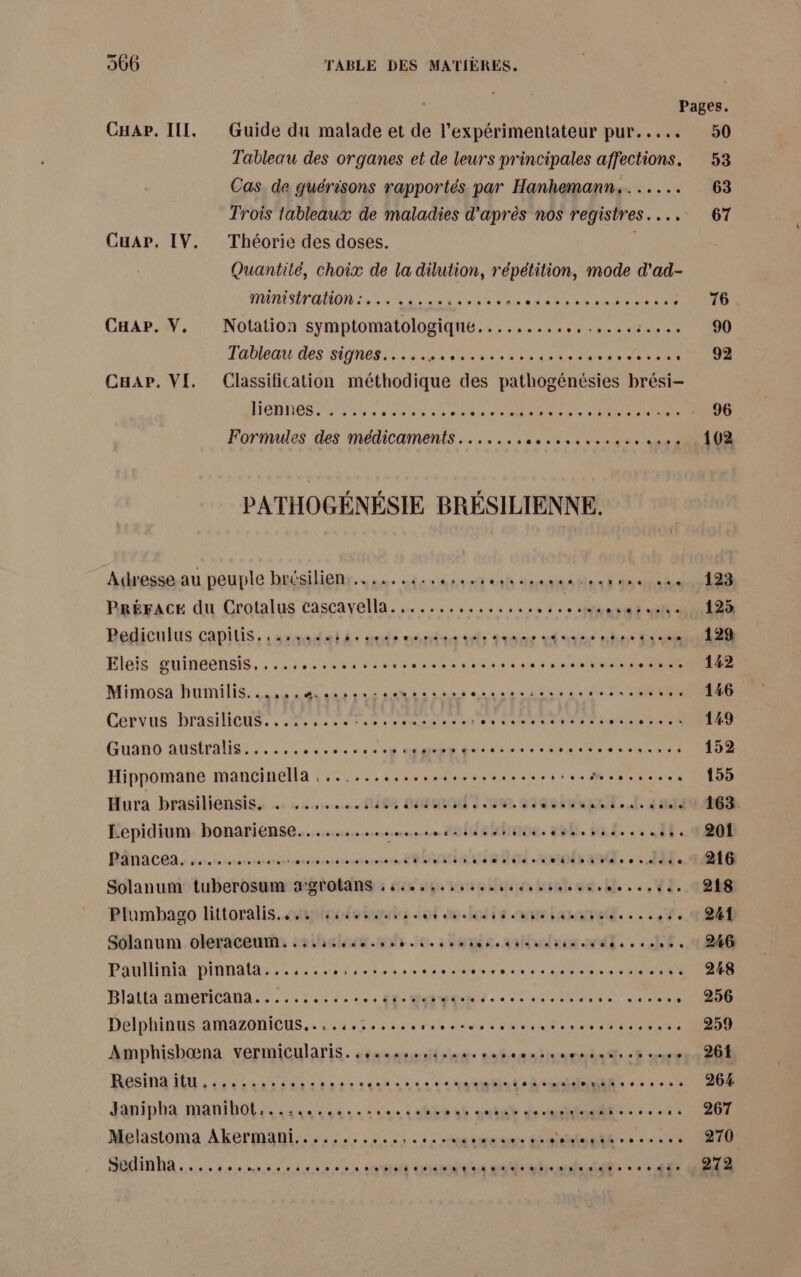 366 TABLE DES MATIÈRES.
Pages.
CHAP. III. Guide du malade et de l'expérimentateur pur..... 50
Tableau des organes et de leurs principales affections. 53
Cas de guérisons rapportés par Hanhemann....... 63
Trois tableaux de maladies d'après nos registres.... 67
CHAP. IV. Théorie des doses.
Quantité, choix de la dilution, répétition, mode d'ad-
ministration.................................. 76
CHAP. V. Notation symptomatologique...................... 90
Tableau des signes............................... 92
CHAP. VI. Classification méthodique des pathogénésies brési-
liennes........................................ 96
Formules des médicaments......................... 102
PATHOGÉNÉSIE BRÉSILIENNE.
Adresse au peuple brésilien................................ 123
PRÉFACE du Crotalus cascavella............................. 125
Pediculus capitis.......................................... 129
Eleis guineensis........................................... 142
Mimosa humilis............................................. 146
Cervus brasilicus.......................................... 149
Guano australis............................................ 152
Hippomane mancinella....................................... 155
Hura brasiliensis.......................................... 163
Lepidium bonariense........................................ 201
Panacea.................................................... 216
Solanum tuberosum ægrotans................................. 218
Plumbago littoralis........................................ 241
Solanum oleraceum.......................................... 246
Paullinia pinnata.......................................... 248
Blatta americana........................................... 256
Delphinus amazonicus....................................... 259
Amphisbœna vermicularis.................................... 261
Resina itu................................................. 264
Janipha manihot............................................ 267
Melastoma Akermani......................................... 270
Sedinha.................................................... 272